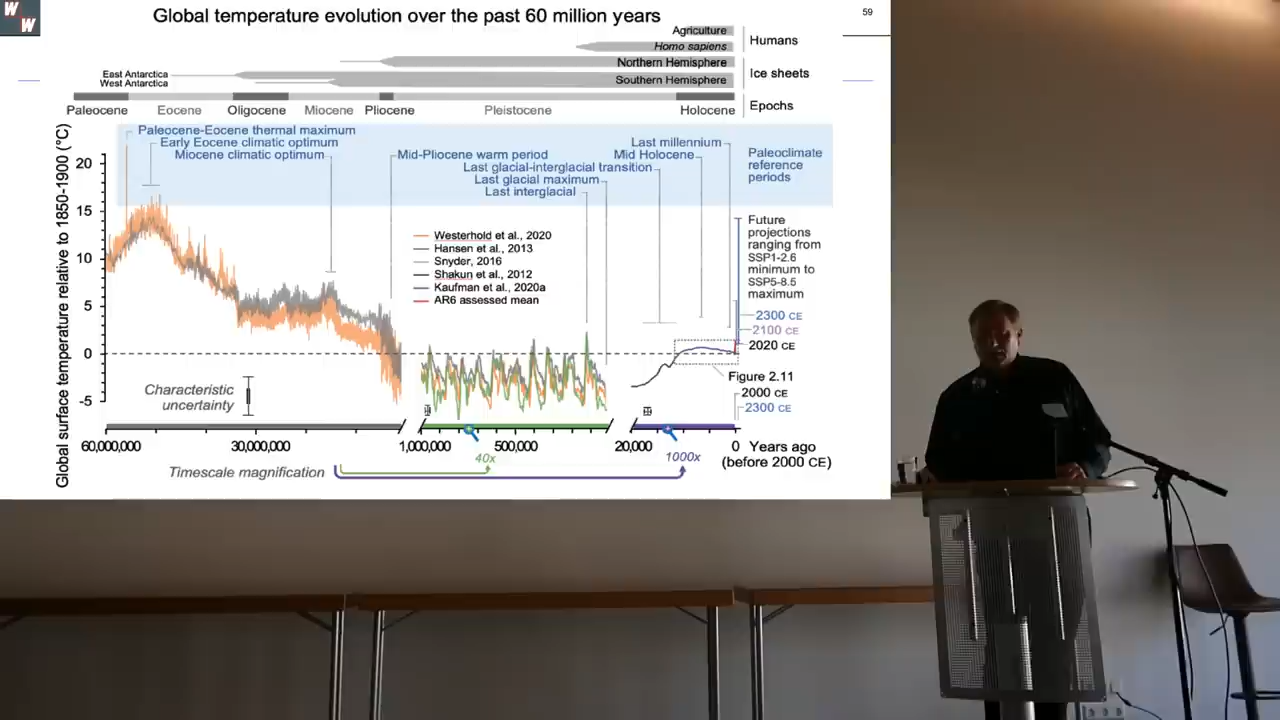 W
W
Global temperature evolution over the past 60 million years
59
Agriculture
Homo sapiens
Humans
Northern Hemisphere
East Antarctica
West Antarctica
Southern Hemisphere
Ice sheets
Paleocene
Eocene
Oligocene
Miocene
Pliocene
Pleistocene
Holocene
Epochs
Paleocene-Eocene thermal maximum
Early Eocene climatic optimum
Miocene climatic optimum
Mid-Pliocene warm period
Last millennium
Mid Holocene
Last glacial-interglacial transition
Last glacial maximum
Last interglacial
Paleoclimate
reference
periods
Global surface temperature relative to 1850-1900 (°C)
20
15
10
5
0
-5
Westerhold et al., 2020
Hansen et al., 2013
Snyder, 2016
Shakun et al., 2012
Kaufman et al., 2020a
AR6 assessed mean
Future
projections
ranging from
SSP1-2.6
minimum to
SSP5-8.5
maximum
2300 CE
2100 CE
2020 CE
Figure 2.11
2000 CE
2300 CE
Characteristic
uncertainty
60,000,000
30,000,000
1,000,000
500,000
20,000
0
Years ago
(before 2000 CE)
Timescale magnification
40x
1000x